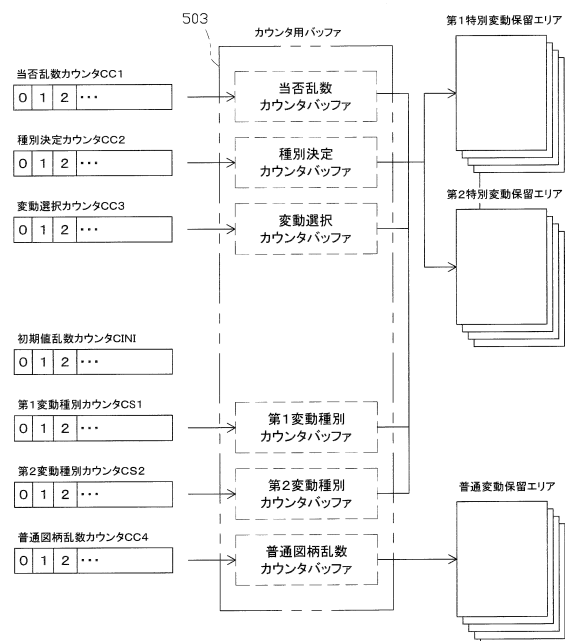 503
カウンタ用バッファ
第1特別変動保留エリア
当否乱数カウンタCC1
0 1 2 ･･･
当否乱数
カウンタバッファ
種別決定カウンタCC2
0 1 2 ･･･
種別決定
カウンタバッファ
変動選択カウンタCC3
0 1 2 ･･･
変動選択
カウンタバッファ
第2特別変動保留エリア
初期値乱数カウンタCINI
0 1 2 ･･･
第1変動種別カウンタCS1
0 1 2 ･･･
第1変動種別
カウンタバッファ
第2変動種別カウンタCS2
0 1 2 ･･･
第2変動種別
カウンタバッファ
普通図柄乱数カウンタCC4
0 1 2 ･･･
普通図柄乱数
カウンタバッファ
普通変動保留エリア